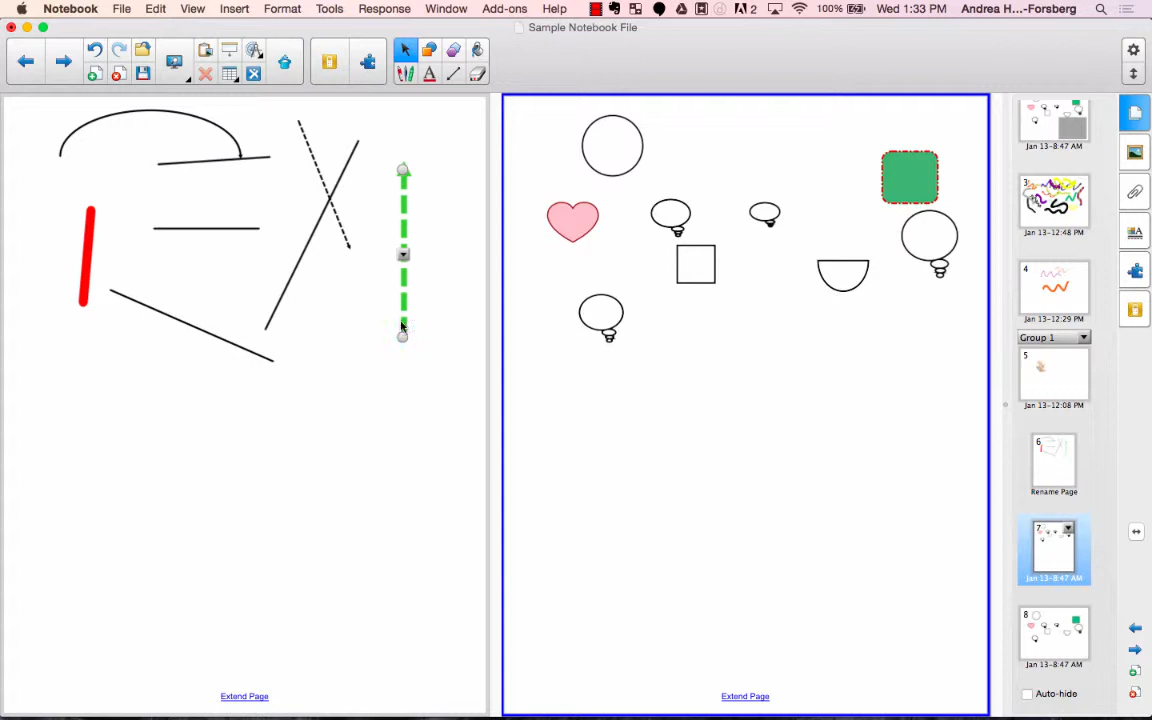 Notebook File Edit View Insert Format Tools Response Window Add-ons Help A 2 100% Wed 1:33 PM Andrea H...-Forsberg
Sample Notebook File
A
A
Jan 13-8:47 AM
3
Jan 13-12:48 PM
4
Jan 13-12:29 PM
Group 1
5
Jan 13-12:08 PM
6
Rename Page
7
Jan 13-8:47 AM
8
Jan 13-8:47 AM
Extend Page
Extend Page
Auto-hide